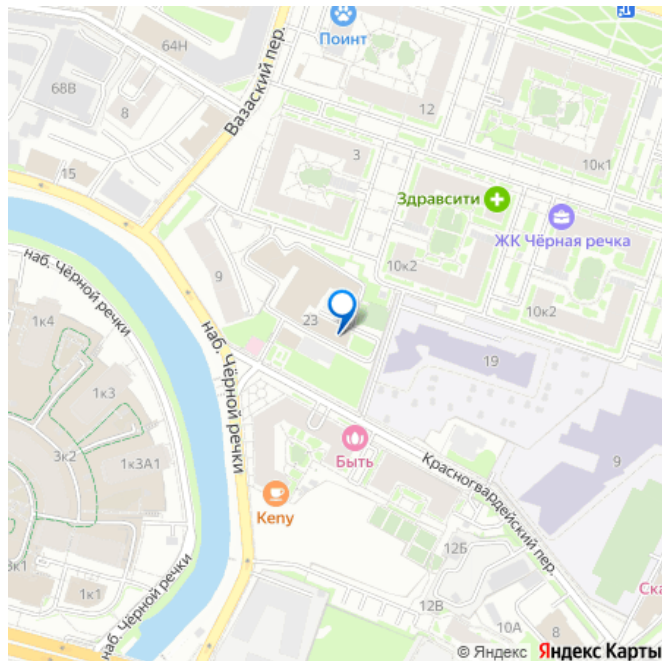 64Н
Поинт
Вазаский пер.
68В
8
12
3
10к1
15
Здравсити
ЖК Чёрная речка
наб. Чёрной речки
9
10к2
10к2
1к4
23
наб. Чёрной речки
19
1к3
3к2
1к3А1
Быть
Красногвардейский пер.
9
Keny
12Б
наб. Чёрной речки
1к1
12В
10А
8
© Яндекс Яндекс Карты